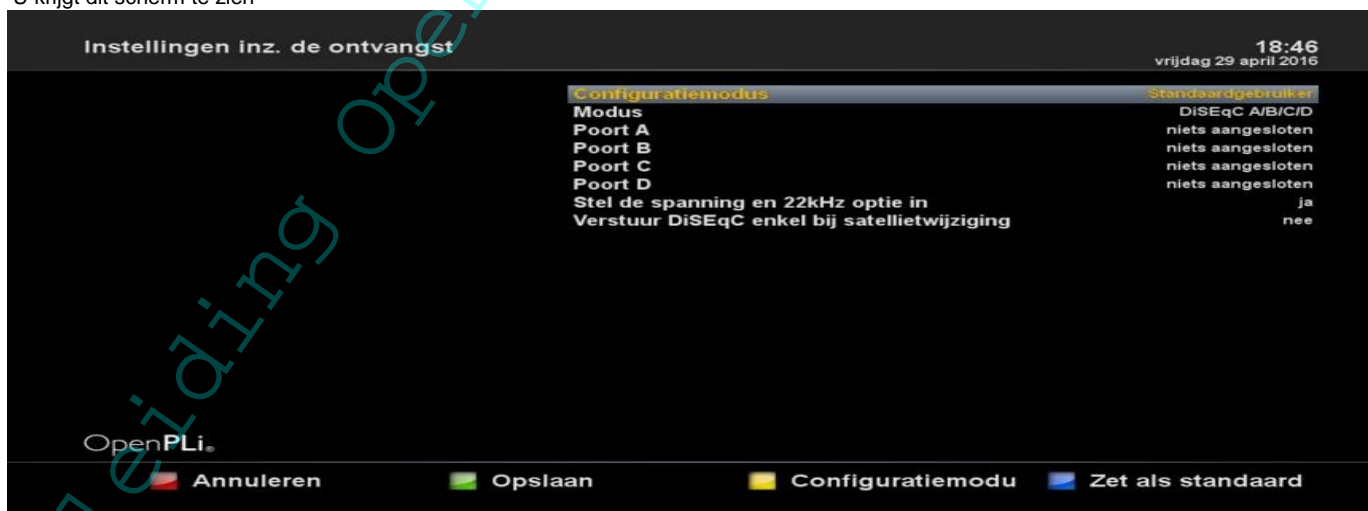 U krijgt dit scherm te zien
Instellingen inz. de ontvangst
18:46
vrijdag 29 april 2016
Configuratiemodus Standaardgebruiker
Modus DiSEqC A/B/C/D
Poort A niets aangesloten
Poort B niets aangesloten
Poort C niets aangesloten
Poort D niets aangesloten
Stel de spanning en 22kHz optie in ja
Verstuur DiSEqC enkel bij satellietwijziging nee
OpenPLi®
Annuleren Opslaan Configuratiemodu Zet als standaard
eiding Ope